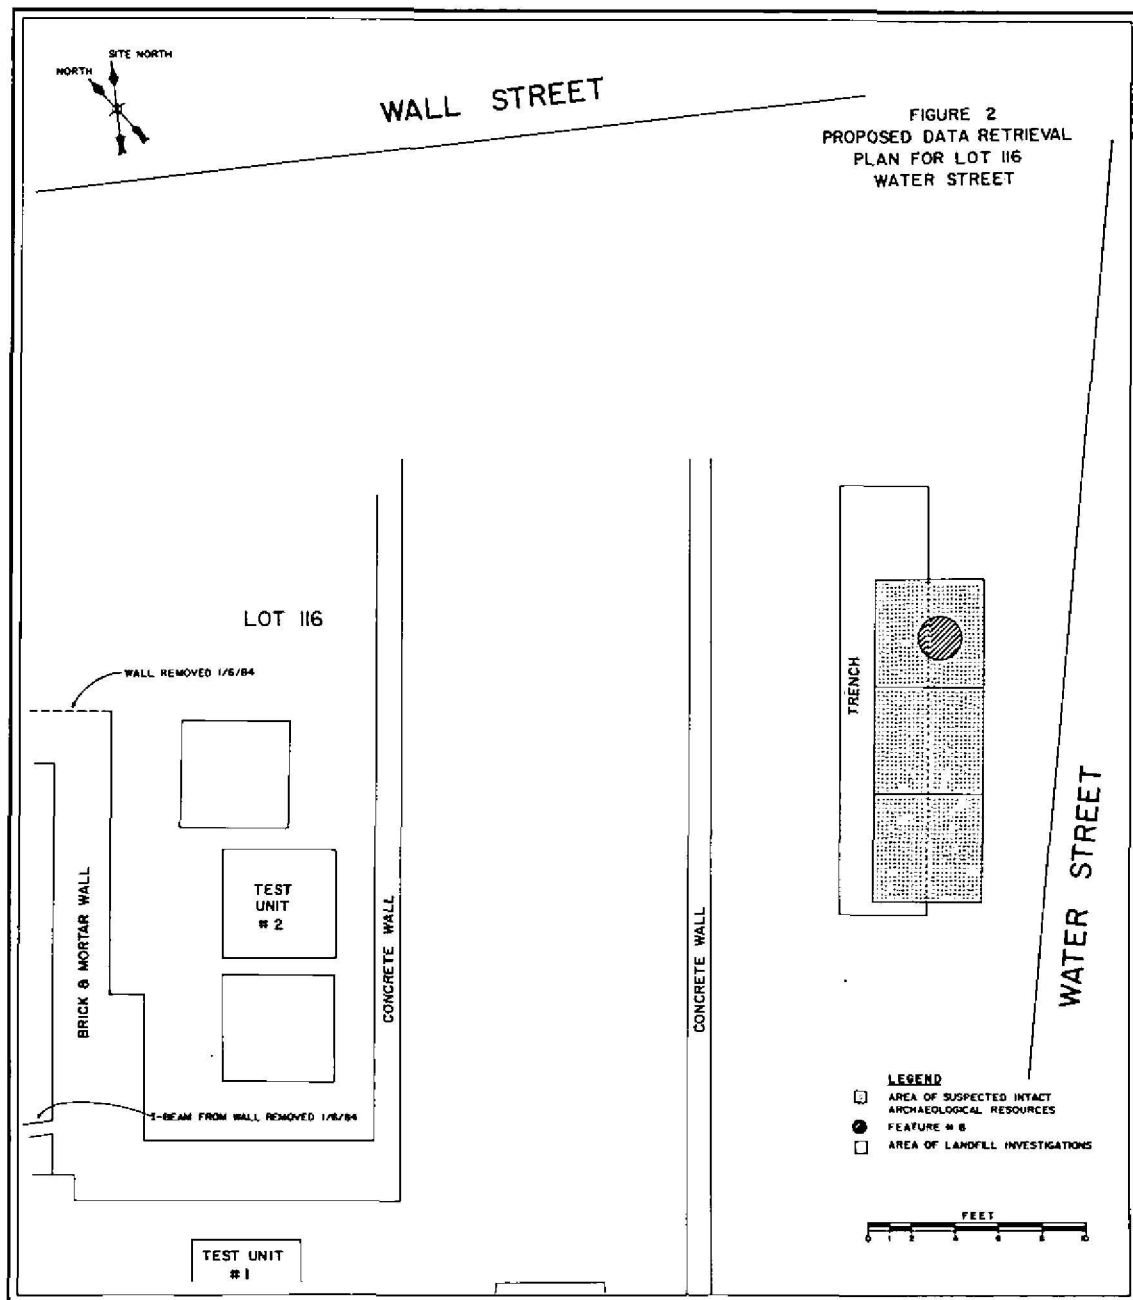 SITE NORTH
NORTH
WALL STREET
FIGURE 2
PROPOSED DATA RETRIEVAL
PLAN FOR LOT 116
WATER STREET
LOT 116
WALL REMOVED 1/6/84
TRENCH
TEST
UNIT
#2
BRICK & MORTAR WALL
CONCRETE WALL
CONCRETE WALL
WATER STREET
I-BEAM FROM WALL REMOVED 1/6/84
LEGEND
AREA OF SUSPECTED INTACT
ARCHAEOLOGICAL RESOURCES
FEATURE # 6
AREA OF LANDFILL INVESTIGATIONS
FEET
0 1 2 4 6 8 10
TEST UNIT
#1